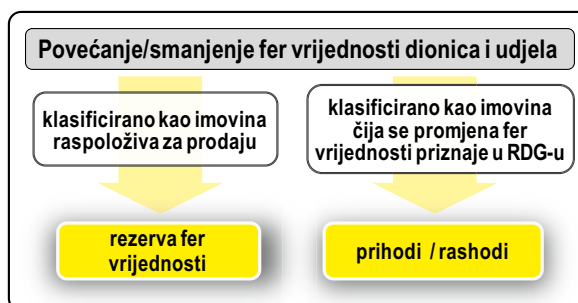 Povećanje/smanjenje fer vrijednosti dionica i udjela
klasificirano kao imovina
raspoloživa za prodaju
klasificirano kao imovina
čija se promjena fer
vrijednosti priznaje u RDG-u
rezerva fer
vrijednosti
prihodi / rashodi